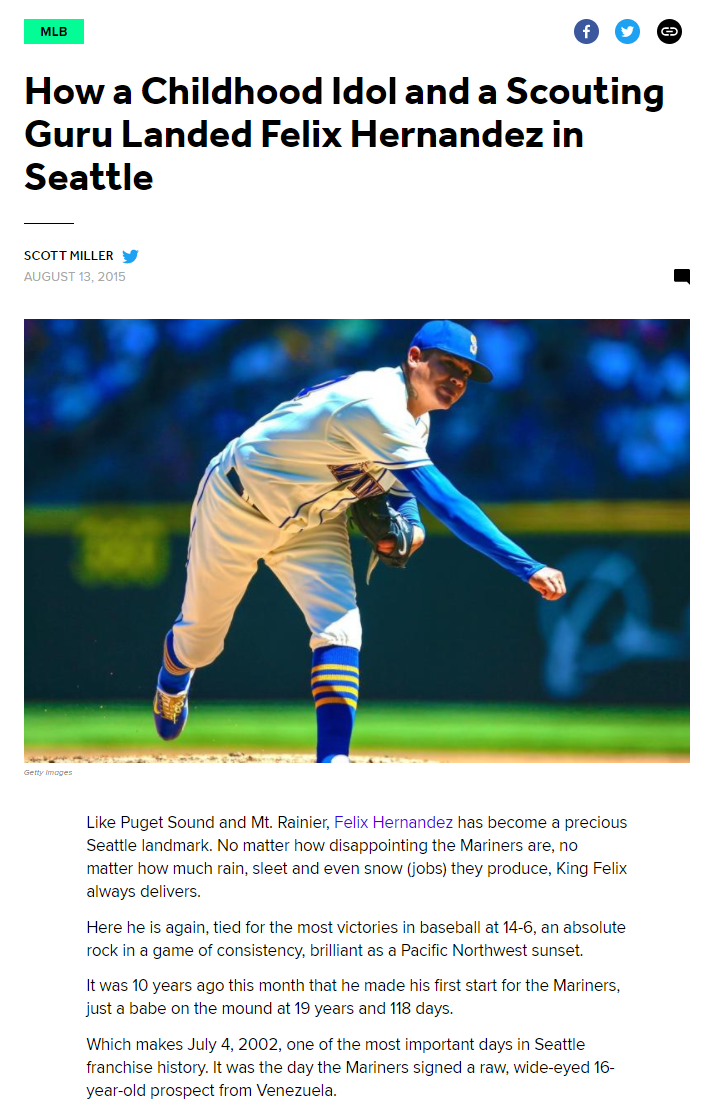 MLB
How a Childhood Idol and a Scouting
Guru Landed Felix Hernandez in
Seattle
SCOTT MILLER
AUGUST 13, 2015
S
Getty Images
Like Puget Sound and Mt. Rainier, Felix Hernandez has become a precious
Seattle landmark. No matter how disappointing the Mariners are, no
matter how much rain, sleet and even snow (jobs) they produce, King Felix
always delivers.
Here he is again, tied for the most victories in baseball at 14-6, an absolute
rock in a game of consistency, brilliant as a Pacific Northwest sunset.
It was 10 years ago this month that he made his first start for the Mariners,
just a babe on the mound at 19 years and 118 days.
Which makes July 4, 2002, one of the most important days in Seattle
franchise history. It was the day the Mariners signed a raw, wide-eyed 16-
year-old prospect from Venezuela.